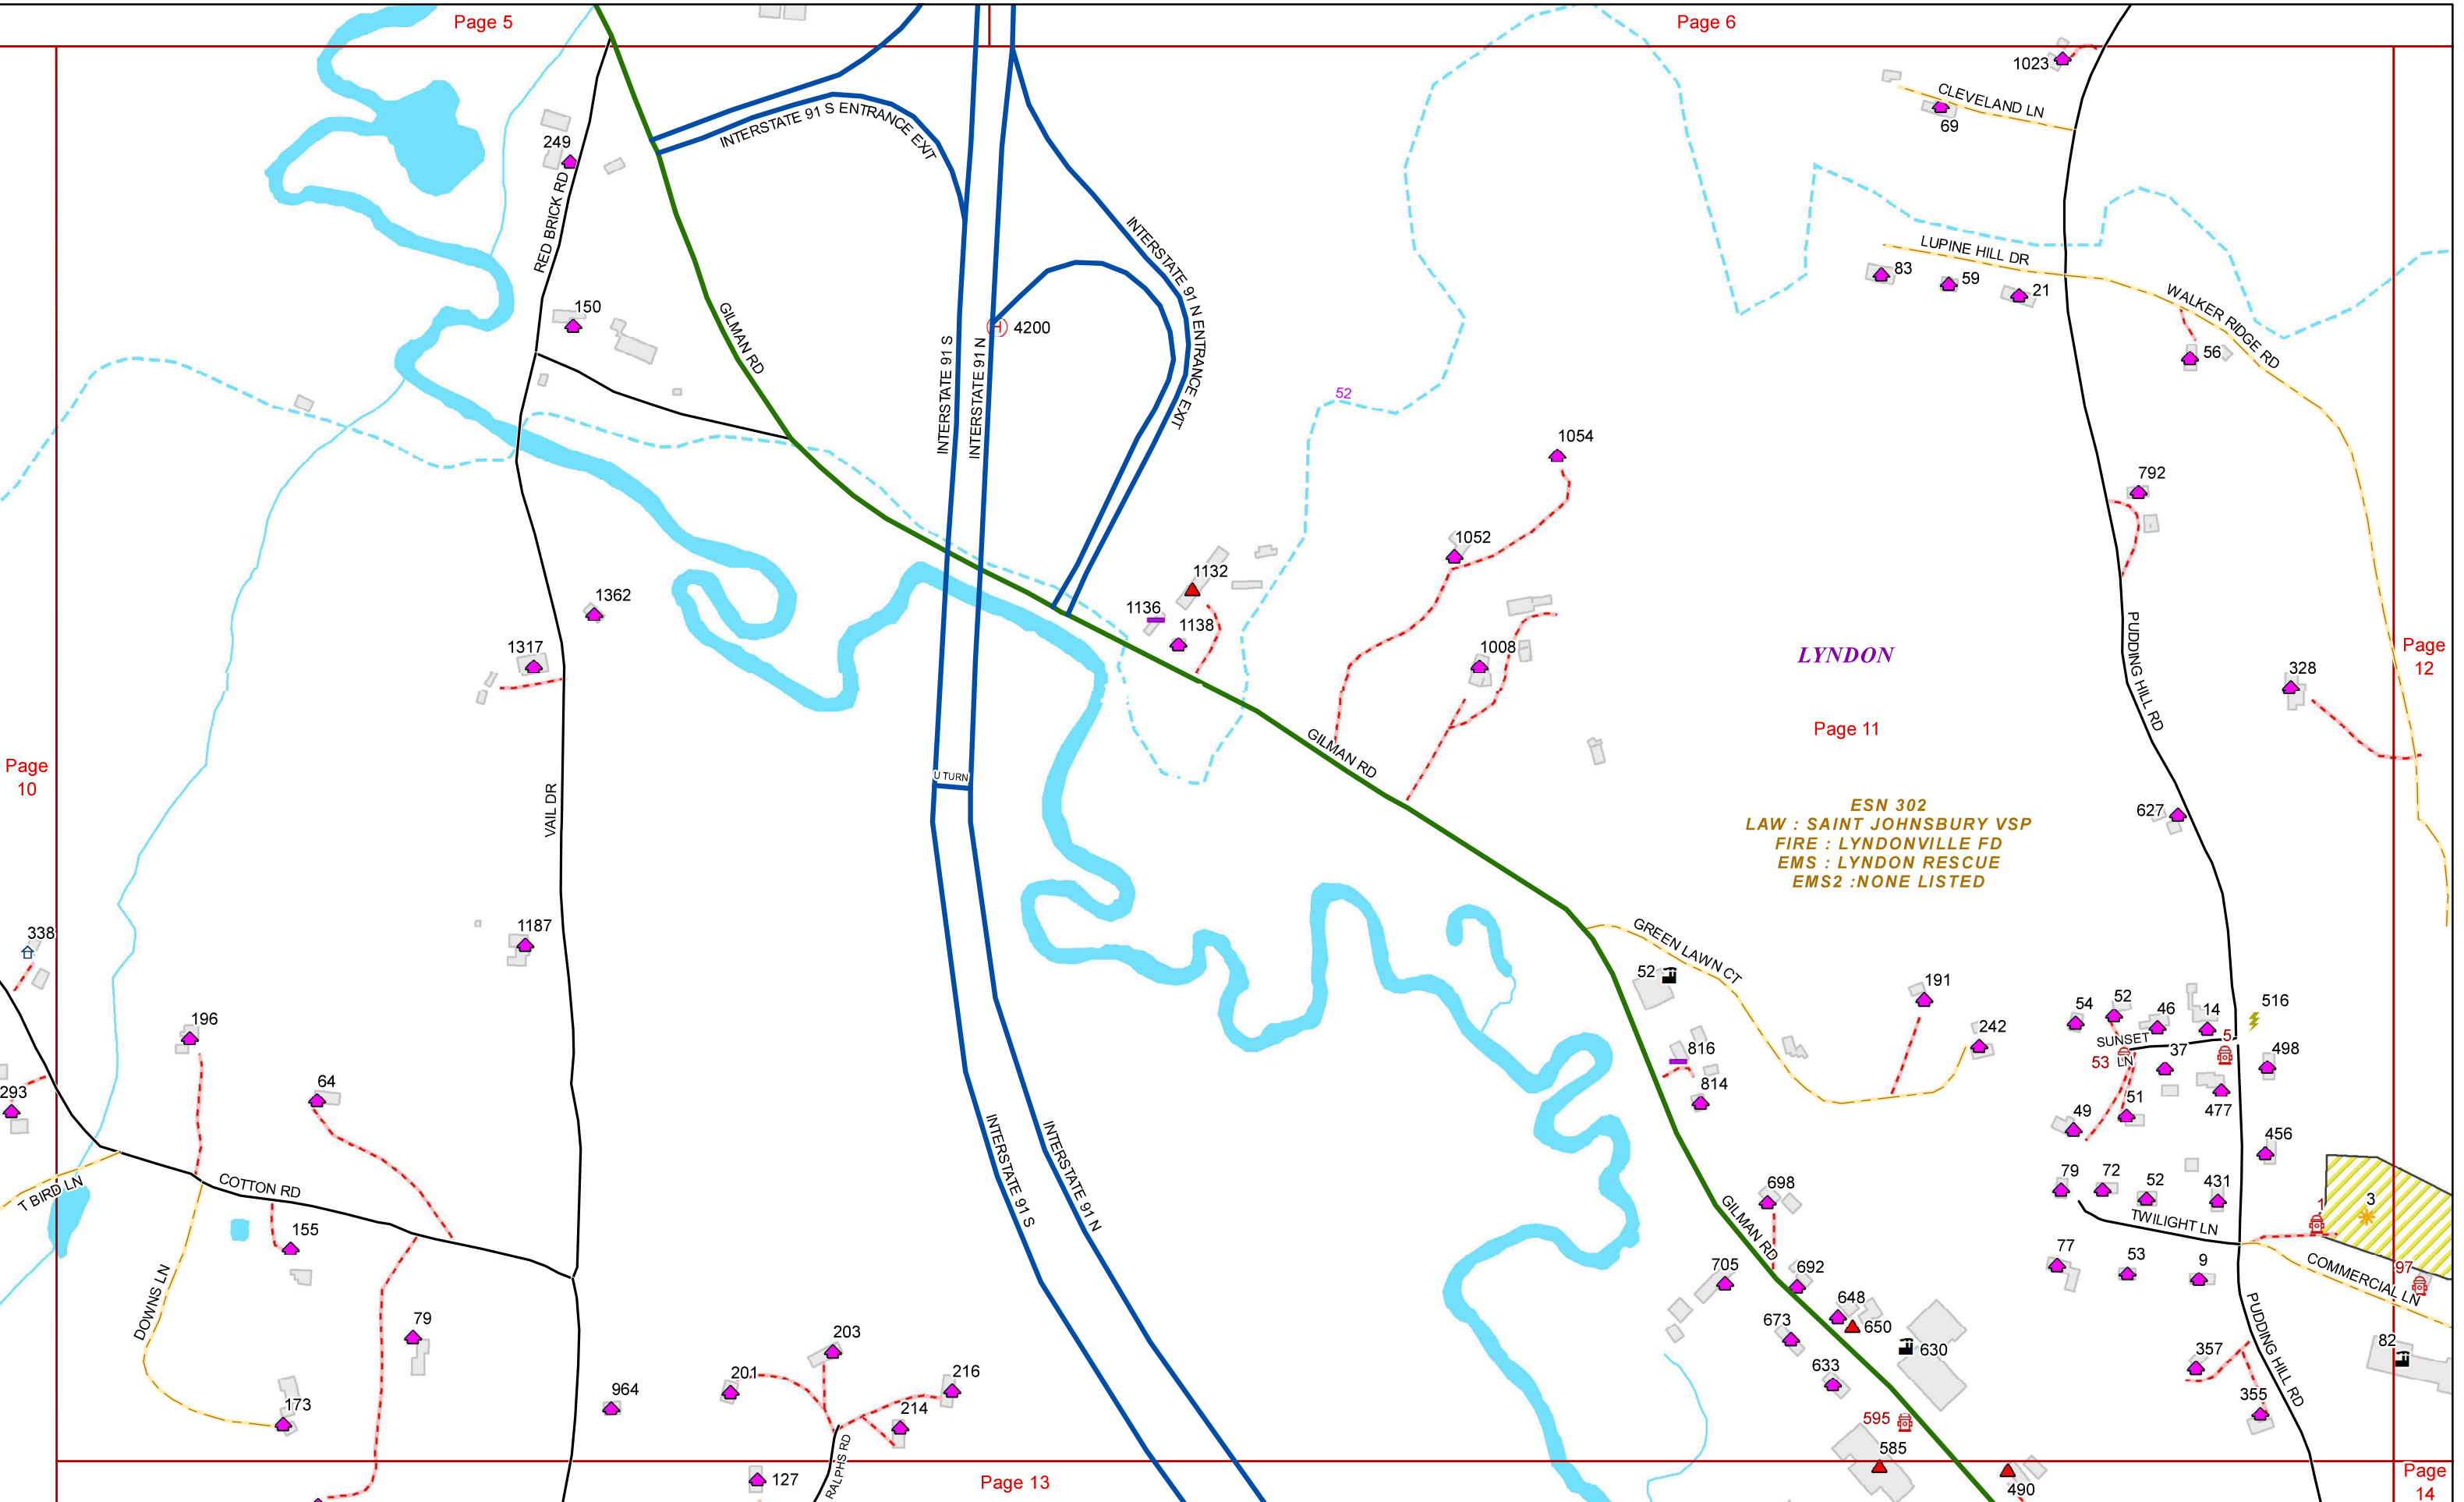 Page 5
Page 6
1023
CLEVELAND LN
69
INTERSTATE 91 S ENTRANCE EXIT
249
RED BRICK RD
INTERSTATE 91 N ENTRANCE EXIT
LUPINE HILL DR
83
59
21
WALKER RIDGE RD
56
150
GILMAN RD
4200
INTERSTATE 91 S
INTERSTATE 91 N
52
1054
792
1052
1132
1136
1138
1362
1317
1008
PUDDING HILL RD
LYNDON
Page
12
328
Page 11
GILMAN RD
Page
10
U TURN
VAIL DR
ESN 302
LAW : SAINT JOHNSBURY VSP
FIRE : LYNDONVILLE FD
EMS : LYNDON RESCUE
EMS2 :NONE LISTED
627
338
1187
GREEN LAWN CT
52
191
242
54
52
46
14
516
SUNSET
LN
53
5
37
498
196
64
293
816
814
49
51
477
456
INTERSTATE 91 S
INTERSTATE 91 N
T BIRD LN
COTTON RD
155
698
GILMAN RD
79
72
52
431
TWILIGHT LN
1
3
DOWNS LN
705
692
77
53
9
COMMERCIAL LN
97
79
203
648
650
673
630
PUDDING HILL RD
82
201
216
633
357
173
964
214
355
595
585
RALPHS RD
127
Page 13
490
Page
14